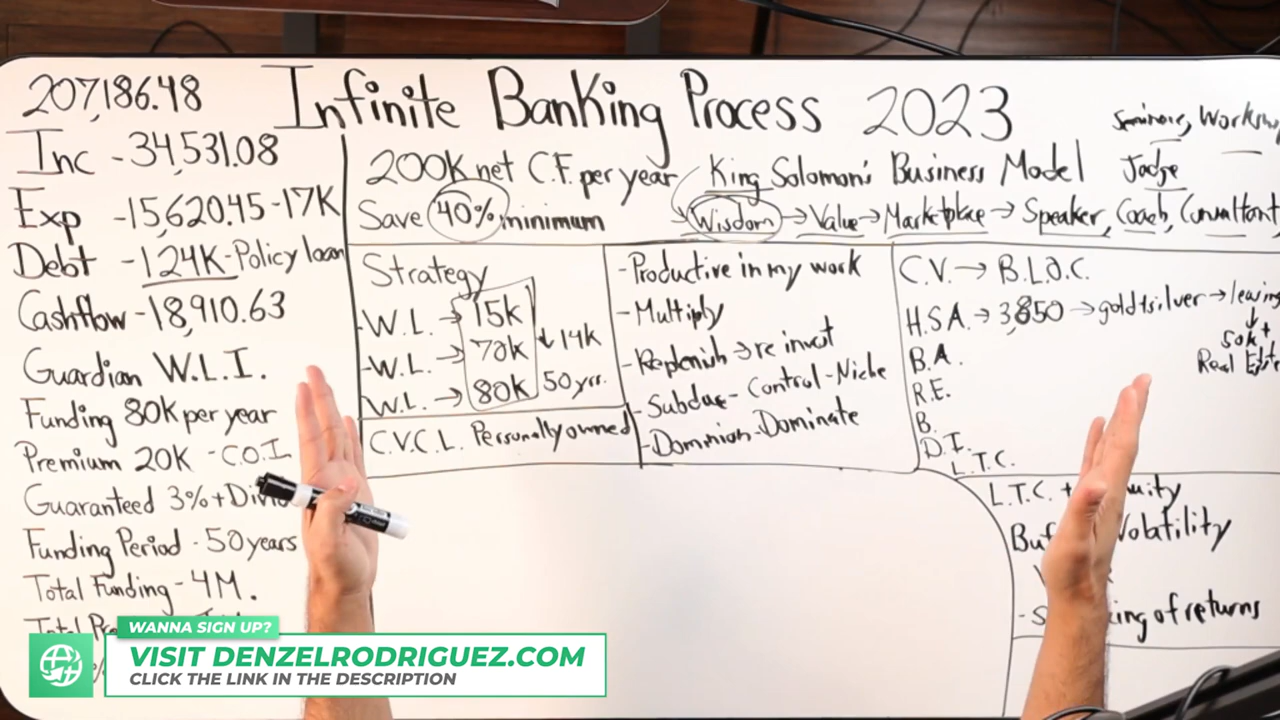 Infinite Banking Process 2023
207,186.48
Inc - 34,531.08
Exp - 15,620.45 - 17K
Debt - 124K - Policy loan
Cashflow - 18,910.63
Guardian W.L.I.
Funding 80K per year
Premium 20K - C.O.I
Guaranteed 3% + Divid
Funding Period - 50 years
Total Funding - 4M.
200K net C.F. per year
Save 40% minimum
King Solomon's Business Model
Wisdom → Value → Marketplace → Speaker, Coach, Consultant,
Seminars, Worksh
Judge
Strategy
W.L. → 15k
W.L. → 70k
W.L. → 80k
↓ 14k
50 yrs.
C.V.C.L. Personally owned
- Productive in my work
- Multiply
- Replenish → re invest
- Subdue - Control - Niche
- Dominion - Dominate
C.V. → B.L.O.C.
H.S.A. → 3,850 → gold + silver → leasing
↓
50k +
Real Est
B.A.
R.E.
B.
D.I.
L.T.C.
L.T.C. +
Volatility
ing of returns
WANNA SIGN UP?
VISIT DENZELRODRIGUEZ.COM
CLICK THE LINK IN THE DESCRIPTION